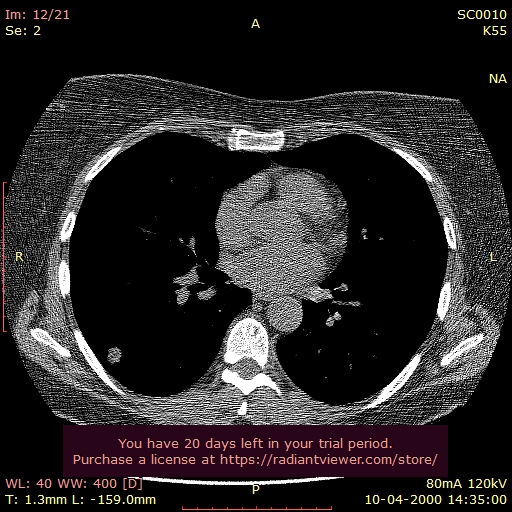 Im: 12/21
Se: 2
A
SC0010
K55
NA
R
L
You have 20 days left in your trial period.
Purchase a license at https://radiantviewer.com/store/
WL: 40 WW: 400 [D]
T: 1.3mm L: -159.0mm
P
80mA 120kV
10-04-2000 14:35:00